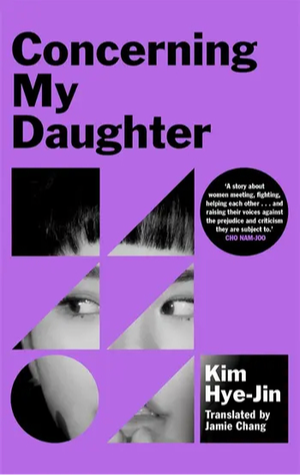 Concerning
My
Daughter
‘A story about
women meeting, fighting,
helping each other . . . and
raising their voices against
the prejudice and criticism
they are subject to.’
CHO NAM-JOO
Kim
Hye-Jin
Translated by
Jamie Chang